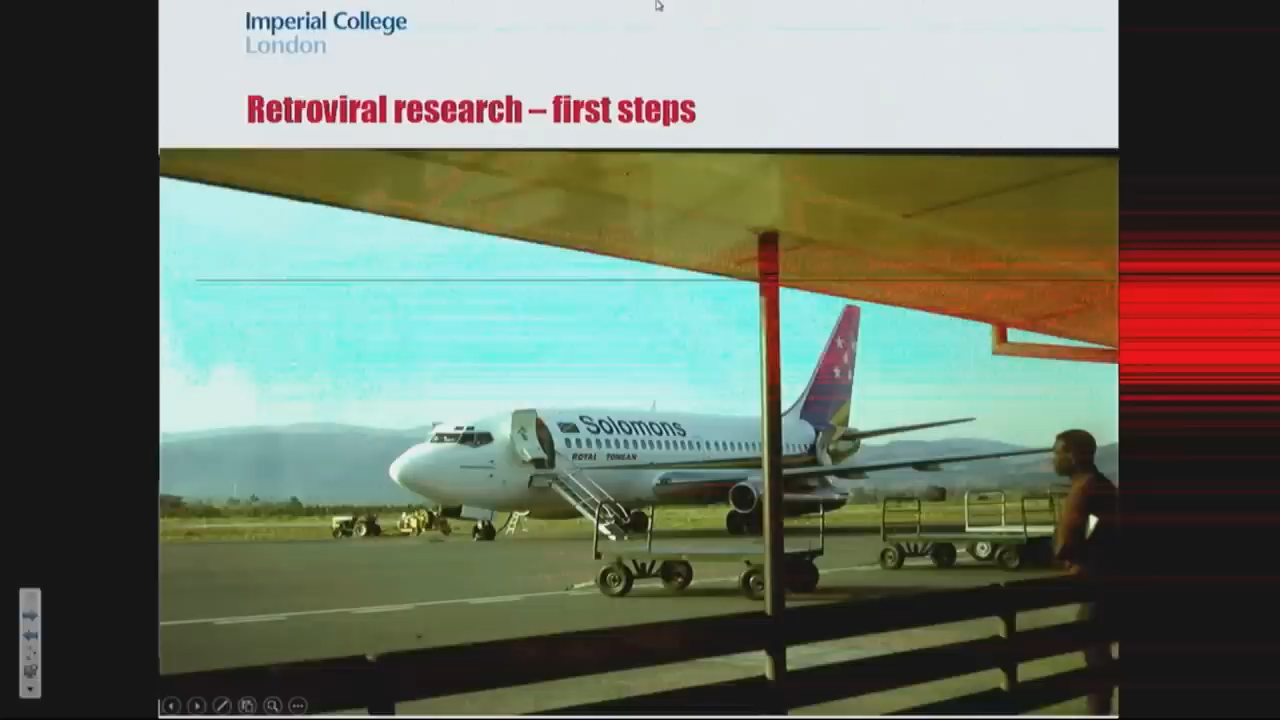 Imperial College
London
Retroviral research – first steps
Solomons
ROYAL TONGAN